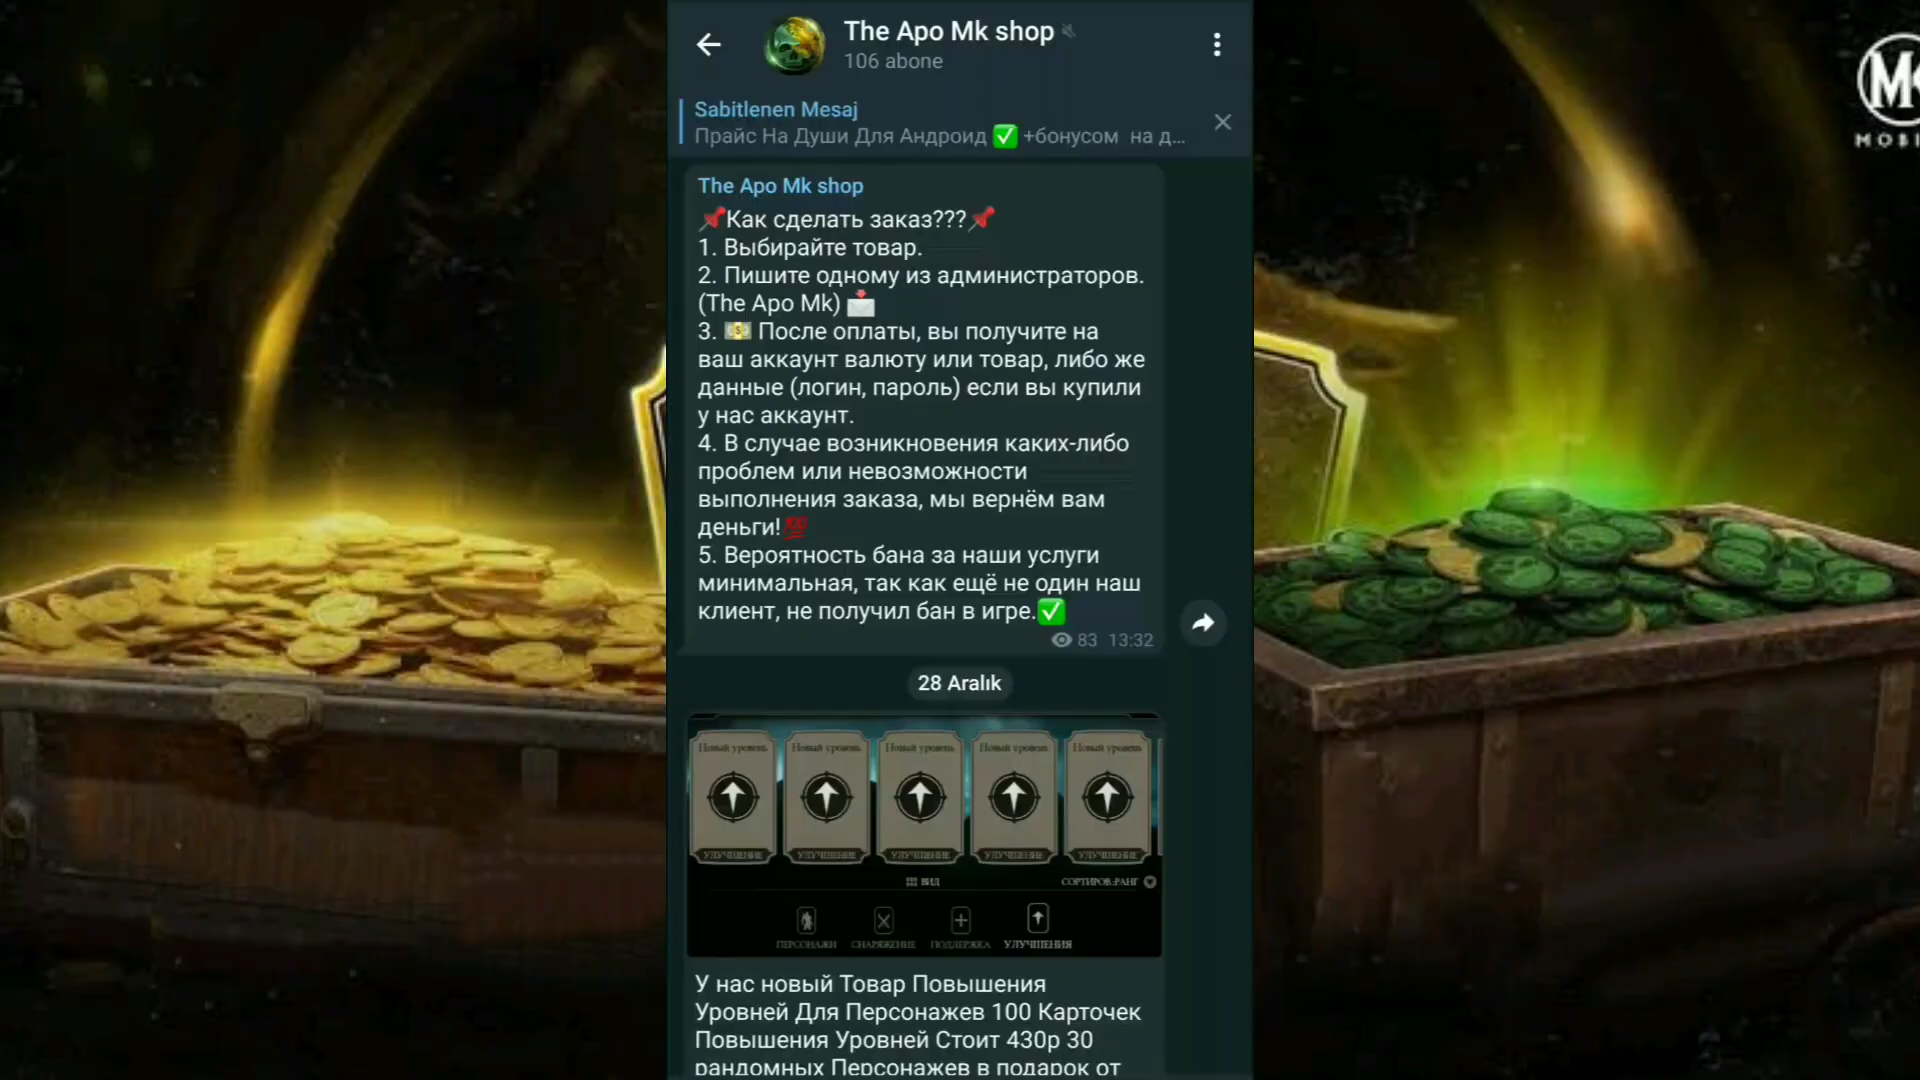 The Apo Mk shop
106 abone
Sabitlenen Mesaj
Прайс На Души Для Андроид ✅ +бонусом на д...
The Apo Mk shop
📌Как сделать заказ???📌
1. Выбирайте товар.
2. Пишите одному из администраторов.
(The Apo Mk) 📩
3. 💵 После оплаты, вы получите на
ваш аккаунт валюту или товар, либо же
данные (логин, пароль) если вы купили
у нас аккаунт.
4. В случае возникновения каких-либо
проблем или невозможности
выполнения заказа, мы вернём вам
деньги!💯
5. Вероятность бана за наши услуги
минимальная, так как ещё не один наш
клиент, не получил бан в игре.✅
83 13:32
28 Aralık
Новый уровень Новый уровень Новый уровень Новый уровень Новый уровень
УЛУЧШЕНИЕ УЛУЧШЕНИЕ УЛУЧШЕНИЕ УЛУЧШЕНИЕ УЛУЧШЕНИЕ
ВИД СОРТИРОВ.:РАНГ
ПЕРСОНАЖИ СНАРЯЖЕНИЕ ПОДДЕРЖКА УЛУЧШЕНИЯ
У нас новый Товар Повышения
Уровней Для Персонажев 100 Карточек
Повышения Уровней Стоит 430р 30
рандомных Персонажев в подарок от